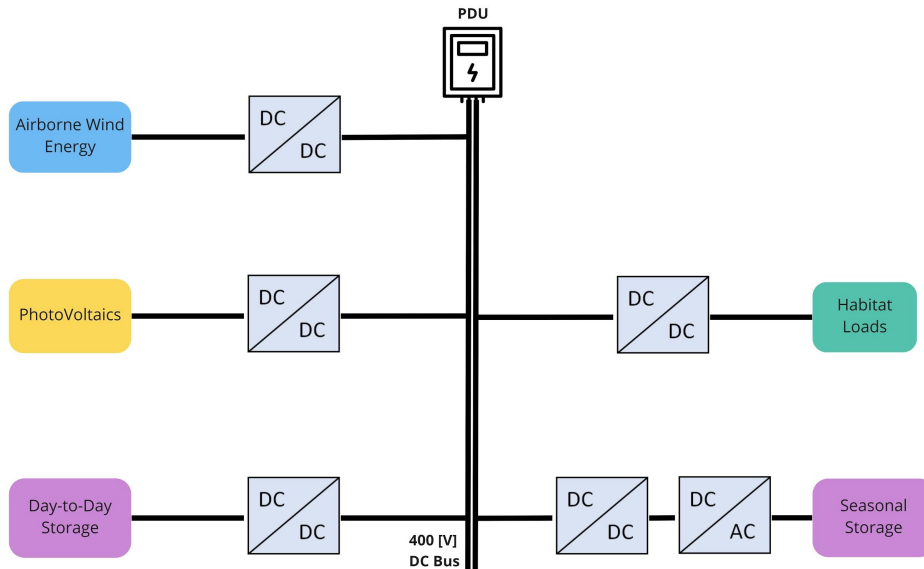 PDU
Airborne Wind
Energy
DC
DC
PhotoVoltaics
DC
DC
DC
DC
Habitat
Loads
Day-to-Day
Storage
DC
DC
400 [V]
DC Bus
DC
DC
DC
AC
Seasonal
Storage